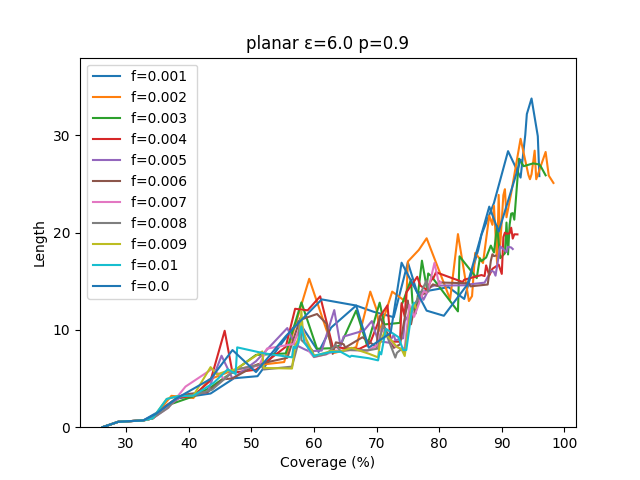 planar ε=6.0 p=0.9
f=0.001
f=0.002
f=0.003
f=0.004
f=0.005
f=0.006
f=0.007
f=0.008
f=0.009
f=0.01
f=0.0
Length
30
20
10
0
30 40 50 60 70 80 90 100
Coverage (%)